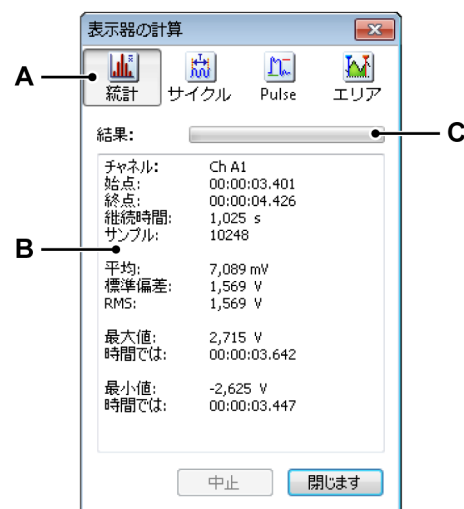 表示器の計算
A
統計 サイクル Pulse エリア
結果:
C
チャネル: Ch A1
始点: 00:00:03.401
終点: 00:00:04.426
継続時間: 1,025 s
サンプル: 10248
B
平均: 7,089 mV
標準偏差: 1,569 V
RMS: 1,569 V
最大値: 2,715 V
時間では: 00:00:03.642
最小値: -2,625 V
時間では: 00:00:03.447
中止 閉じます